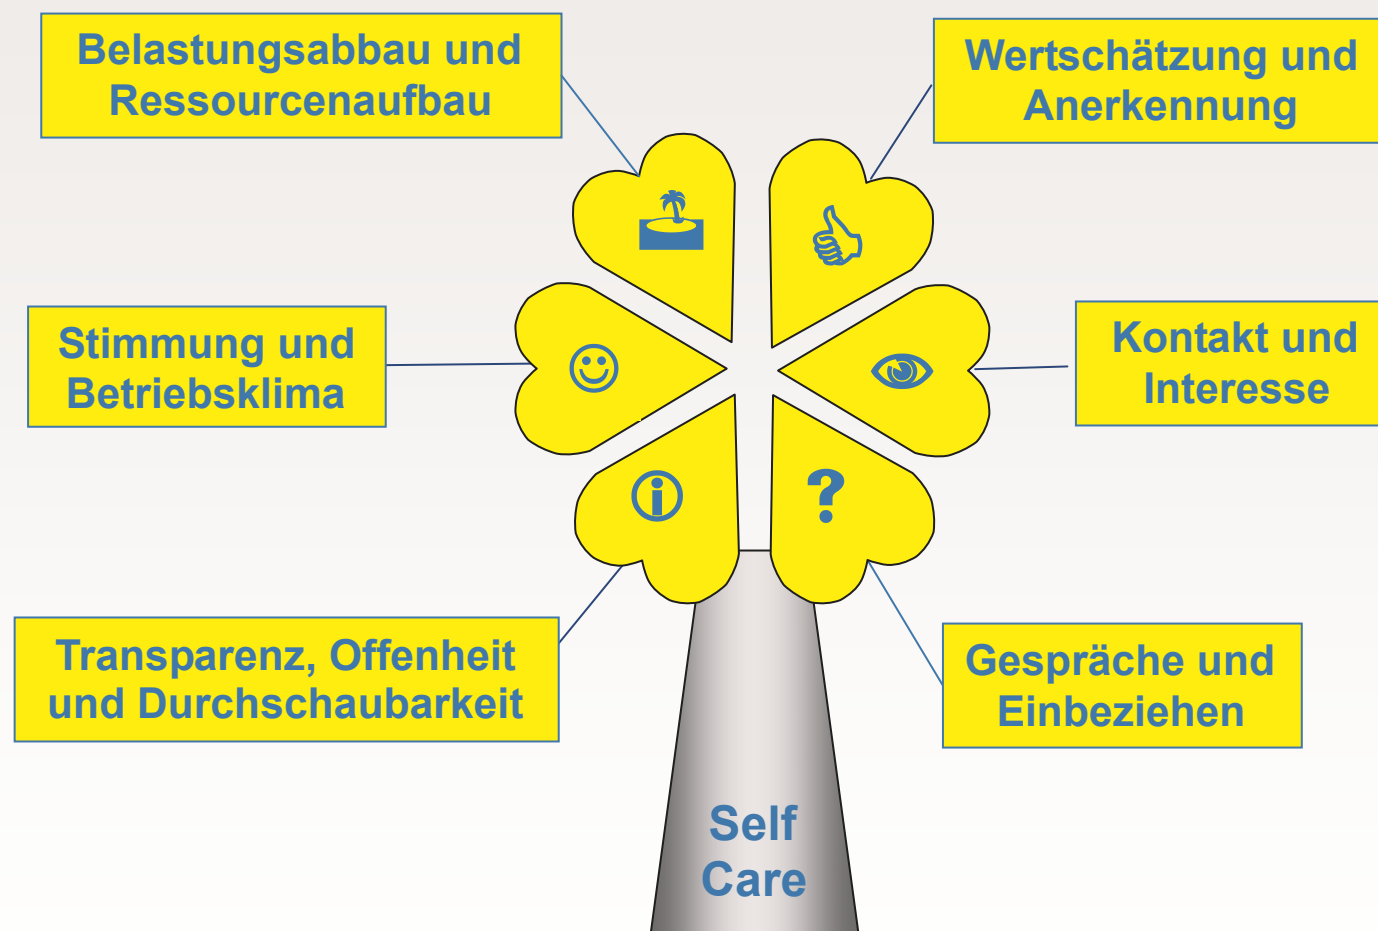 Belastungsabbau und
Ressourcenaufbau
Wertschätzung und
Anerkennung
Stimmung und
Betriebsklima
Kontakt und
Interesse
i
?
Transparenz, Offenheit
und Durchschaubarkeit
Gespräche und
Einbeziehen
Self
Care